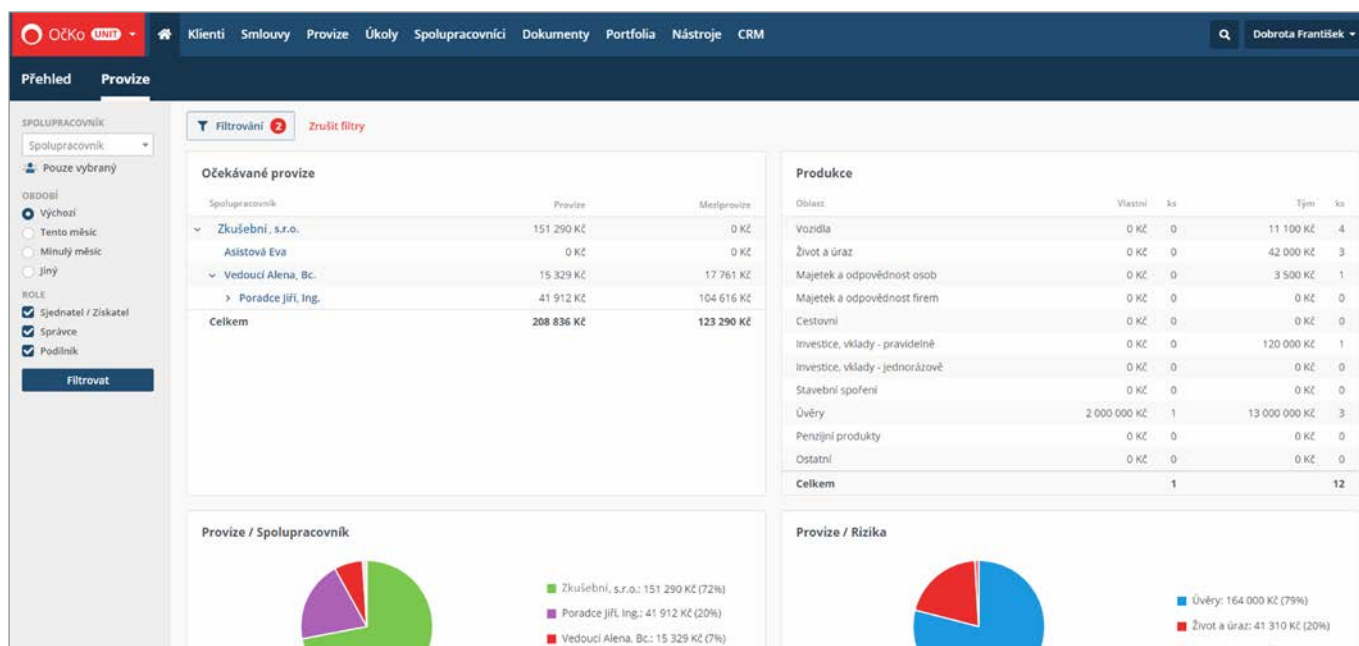 OčKo UNIT Klienti Smlouvy Provize Úkoly Spolupracovníci Dokumenty Portfolia Nástroje CRM Dobrota František
Přehled Provize
SPOLUPRACOVNÍK
Spolupracovník
Pouze vybraný
OBDOBÍ
Výchozí
Tento měsíc
Minulý měsíc
Jiný
ROLE
Sjednatel / Získatel
Správce
Podílník
Filtrovat
Filtrování 2 Zrušit filtry
Očekávané provize
Spolupracovník Provize Meziprovize
Zkušební, s.r.o. 151 290 Kč 0 Kč
Asistová Eva 0 Kč 0 Kč
Vedoucí Alena, Bc. 15 329 Kč 17 761 Kč
Poradce Jiří, Ing. 41 912 Kč 104 616 Kč
Celkem 208 836 Kč 123 290 Kč
Produkce
Oblast Vlastní ks Tým ks
Vozidla 0 Kč 0 11 100 Kč 4
Život a úraz 0 Kč 0 42 000 Kč 3
Majetek a odpovědnost osob 0 Kč 0 3 500 Kč 1
Majetek a odpovědnost firem 0 Kč 0 0 Kč 0
Cestovní 0 Kč 0 0 Kč 0
Investice, vklady - pravidelně 0 Kč 0 120 000 Kč 1
Investice, vklady - jednorázově 0 Kč 0 0 Kč 0
Stavební spoření 0 Kč 0 0 Kč 0
Úvěry 2 000 000 Kč 1 13 000 000 Kč 3
Penzijní produkty 0 Kč 0 0 Kč 0
Ostatní 0 Kč 0 0 Kč 0
Celkem 1 12
Provize / Spolupracovník
Zkušební, s.r.o.: 151 290 Kč (72%)
Poradce Jiří, Ing.: 41 912 Kč (20%)
Vedoucí Alena, Bc.: 15 329 Kč (7%)
Provize / Rizika
Úvěry: 164 000 Kč (79%)
Život a úraz: 41 310 Kč (20%)